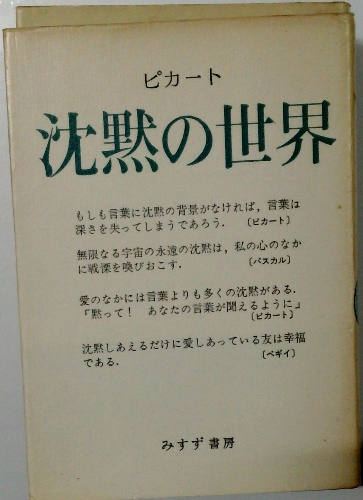 ピカート
沈黙の世界
もしも言葉に沈黙の背景がなければ，言葉は
深さを失ってしまうであろう．〔ピカート〕
無限なる宇宙の永遠の沈黙は，私の心のなか
に戦慄を喚びおこす．〔パスカル〕
愛のなかには言葉よりも多くの沈黙がある．
「黙って！　あなたの言葉が聞えるように」
〔ピカート〕
沈黙しあえるだけに愛しあっている友は幸福
である．〔ペギイ〕
みすず書房